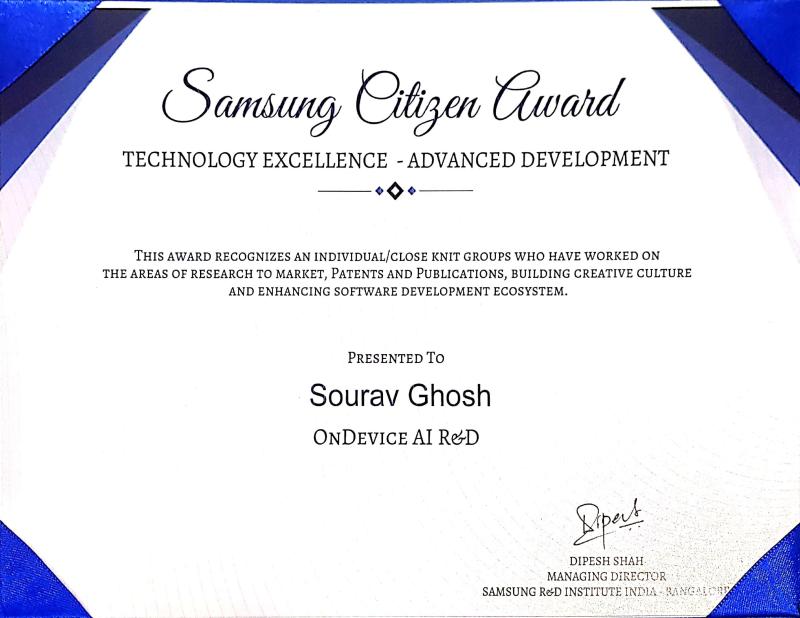 Samsung Citizen Award
TECHNOLOGY EXCELLENCE - ADVANCED DEVELOPMENT
THIS AWARD RECOGNIZES AN INDIVIDUAL/CLOSE KNIT GROUPS WHO HAVE WORKED ON
THE AREAS OF RESEARCH TO MARKET, PATENTS AND PUBLICATIONS, BUILDING CREATIVE CULTURE
AND ENHANCING SOFTWARE DEVELOPMENT ECOSYSTEM.
PRESENTED TO
Sourav Ghosh
ONDEVICE AI R&D
Dipesh
DIPESH SHAH
MANAGING DIRECTOR
SAMSUNG R&D INSTITUTE INDIA - BANGALORE